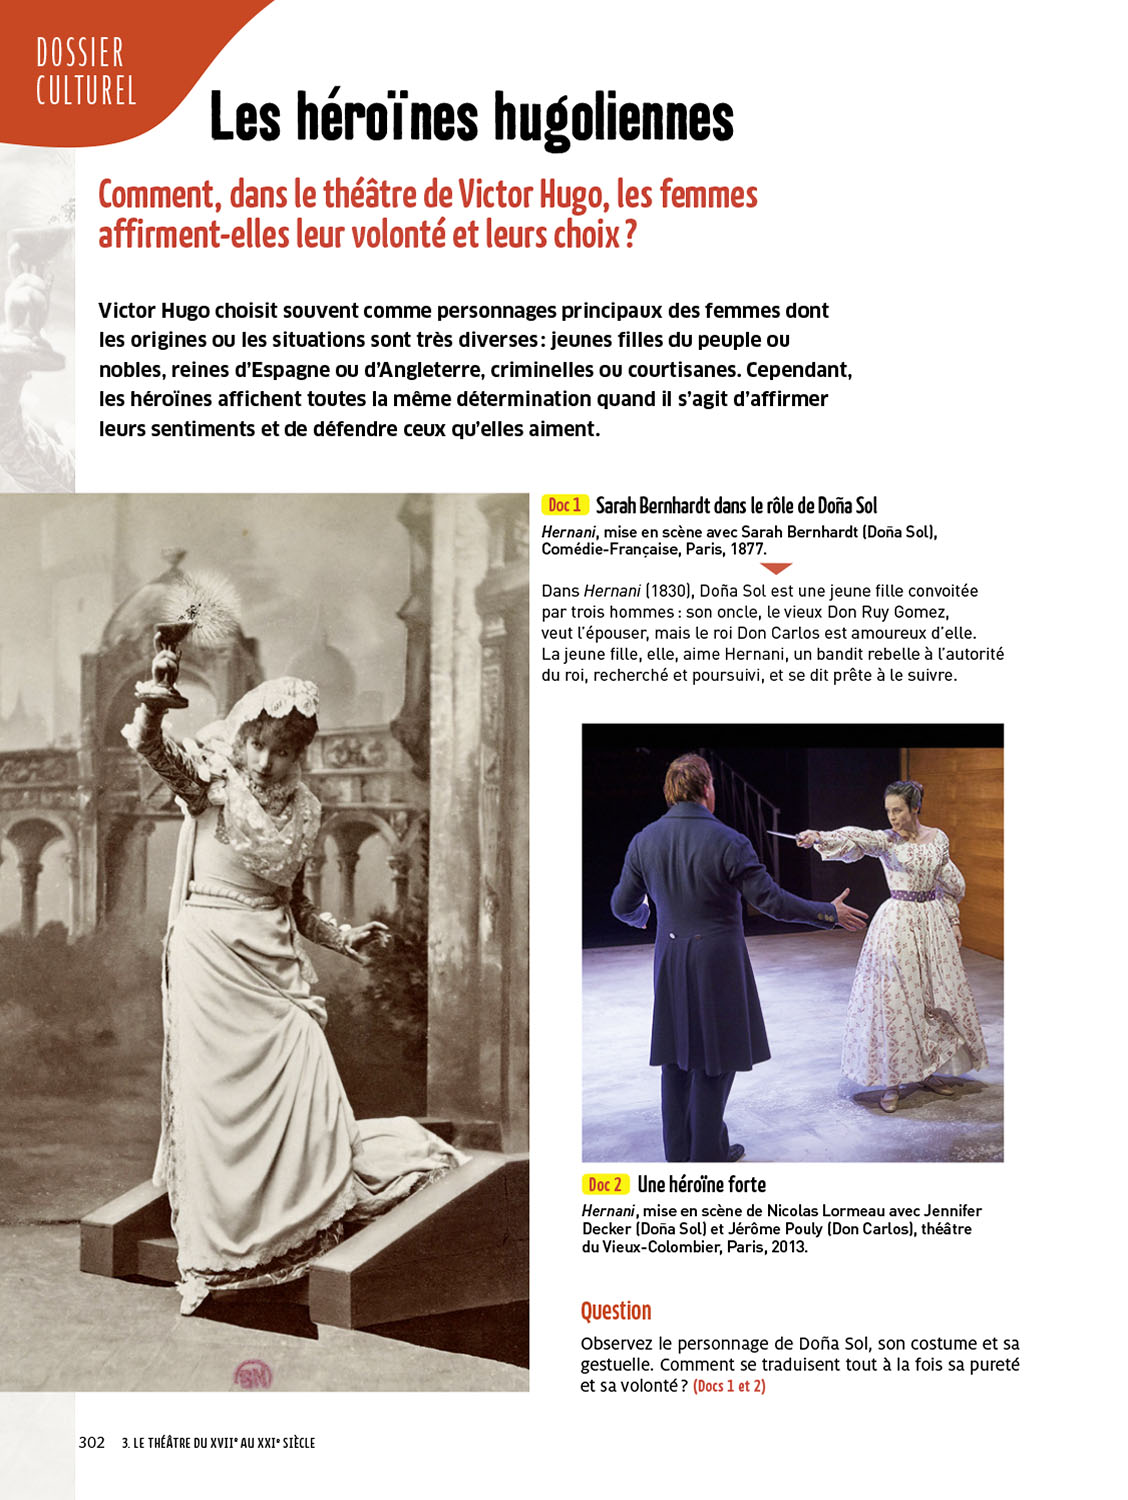 DOSSIER
CULTUREL
Les héroïnes hugoliennes
Comment, dans le théâtre de Victor Hugo, les femmes
affirment-elles leur volonté et leurs choix ?
Victor Hugo choisit souvent comme personnages principaux des femmes dont
les origines ou les situations sont très diverses : jeunes filles du peuple ou
nobles, reines d'Espagne ou d'Angleterre, criminelles ou courtisanes. Cependant,
les héroïnes affichent toutes la même détermination quand il s'agit d'affirmer
leurs sentiments et de défendre ceux qu'elles aiment.
Doc 1 Sarah Bernhardt dans le rôle de Doña Sol
Hernani, mise en scène avec Sarah Bernhardt (Doña Sol),
Comédie-Française, Paris, 1877.
Dans Hernani (1830), Doña Sol est une jeune fille convoitée
par trois hommes : son oncle, le vieux Don Ruy Gomez,
veut l'épouser, mais le roi Don Carlos est amoureux d'elle.
La jeune fille, elle, aime Hernani, un bandit rebelle à l'autorité
du roi, recherché et poursuivi, et se dit prête à le suivre.
Doc 2 Une héroïne forte
Hernani, mise en scène de Nicolas Lormeau avec Jennifer
Decker (Doña Sol) et Jérôme Pouly (Don Carlos), théâtre
du Vieux-Colombier, Paris, 2013.
Question
Observez le personnage de Doña Sol, son costume et sa
gestuelle. Comment se traduisent tout à la fois sa pureté
et sa volonté ? (Docs 1 et 2)
BN
302 3. LE THÉÂTRE DU XVIIe AU XXIe SIÈCLE